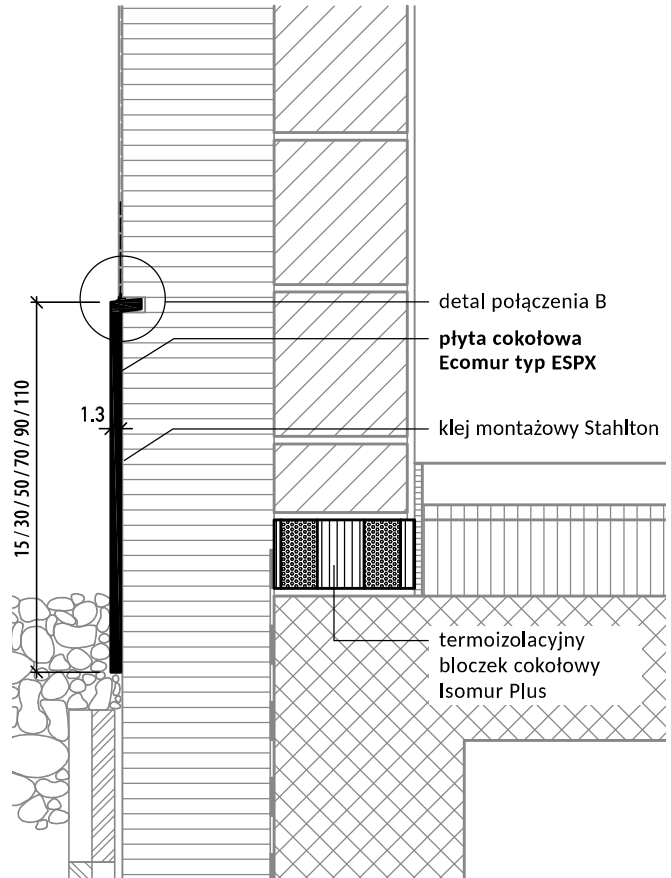 detal połączenia B
płyta cokołowa
Ecomur typ ESPX
1.3
klej montażowy Stahlton
15 / 30 / 50 / 70 / 90 / 110
termoizolacyjny
bloczek cokołowy
Isomur Plus